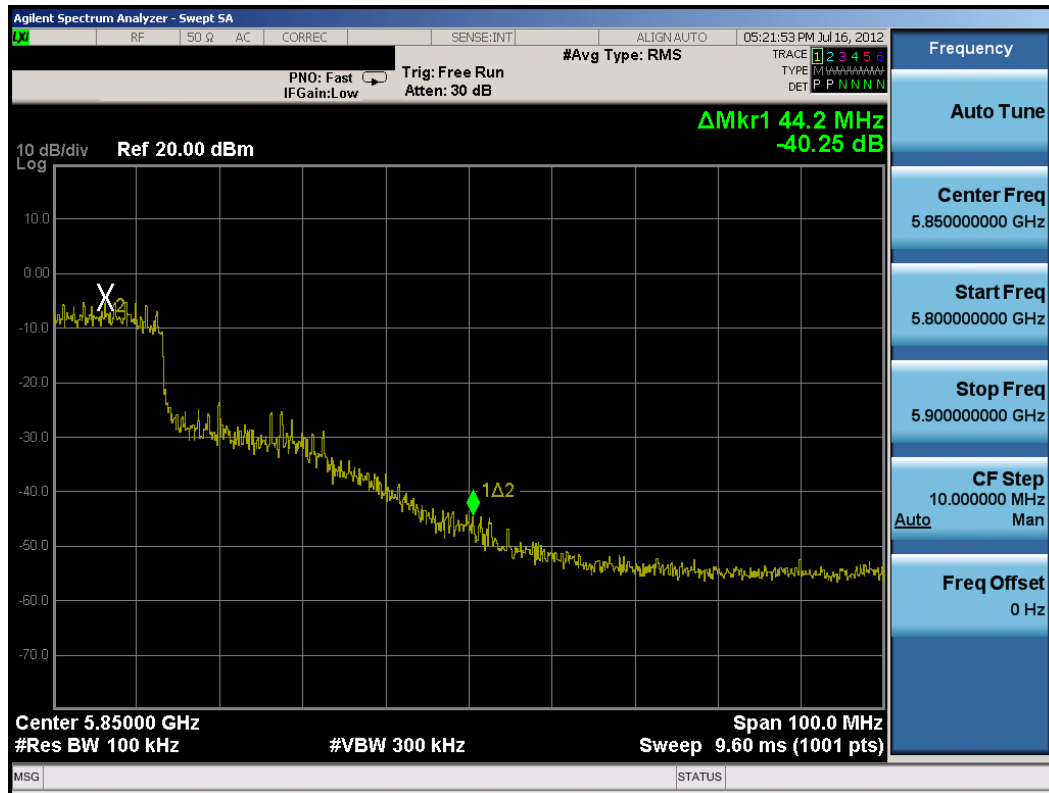 Agilent Spectrum Analyzer - Swept SA
LXI RF 50 Ω AC CORREC SENSE:INT ALIGN AUTO 05:21:53 PM Jul 16, 2012
#Avg Type: RMS TRACE 1 2 3 4 5 6
PNO: Fast Trig: Free Run TYPE M WWWWW
IFGain:Low Atten: 30 dB DET P P N N N N
ΔMkr1 44.2 MHz
-40.25 dB
10 dB/div Ref 20.00 dBm
Log
10.0
0.00
X2
-10.0
-20.0
-30.0
-40.0
1Δ2
-50.0
-60.0
-70.0
Center 5.85000 GHz Span 100.0 MHz
#Res BW 100 kHz #VBW 300 kHz Sweep 9.60 ms (1001 pts)
MSG STATUS
Frequency
Auto Tune
Center Freq
5.850000000 GHz
Start Freq
5.800000000 GHz
Stop Freq
5.900000000 GHz
CF Step
10.000000 MHz
Auto Man
Freq Offset
0 Hz